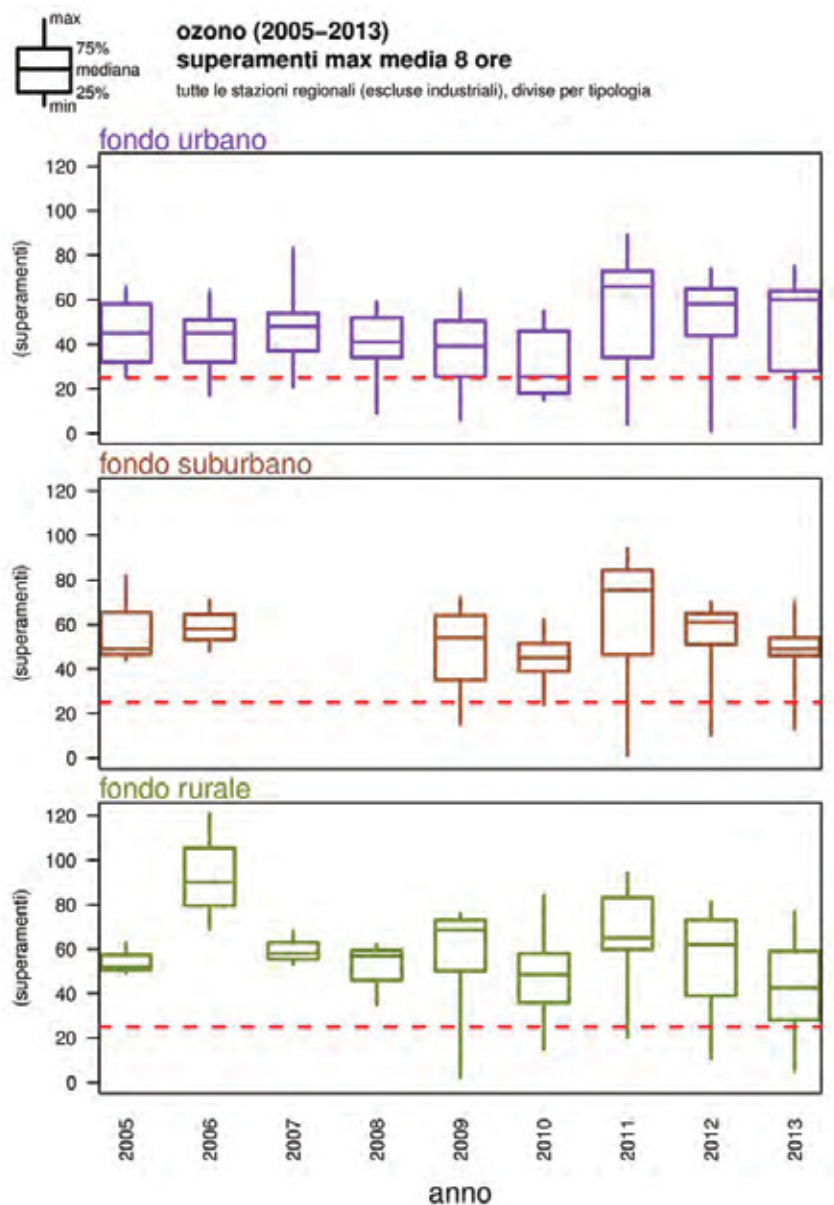 max
75%
mediana
25%
min
ozono (2005−2013)
superamenti max media 8 ore
tutte le stazioni regionali (escluse industriali), divise per tipologia
fondo urbano
120
100
80
60
40
20
0
(superamenti)
fondo suburbano
120
100
80
60
40
20
0
(superamenti)
fondo rurale
120
100
80
60
40
20
0
(superamenti)
2005
2006
2007
2008
2009
2010
2011
2012
2013
anno